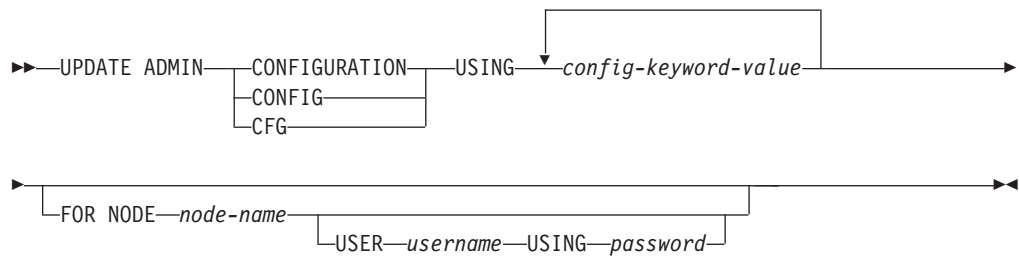 UPDATE ADMIN CONFIGURATION USING config-keyword-value
CONFIG
CFG
FOR NODE node-name
USER username USING password